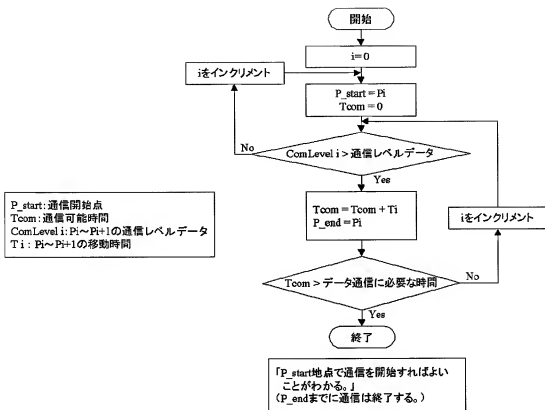 開始
i=0
iをインクリメント
P_start = Pi
Tcom = 0
No
ComLevel i > 通信レベルデータ
Yes
P_start:通信開始点
Tcom:通信可能時間
ComLevel i:Pi~Pi+1の通信レベルデータ
T i : Pi~Pi+1の移動時間
Tcom = Tcom + Ti
P_end = Pi
iをインクリメント
No
Tcom > データ通信に必要な時間
Yes
終了
「P_start地点で通信を開始すればよい
ことがわかる。」
(P_endまでに通信は終了する。)